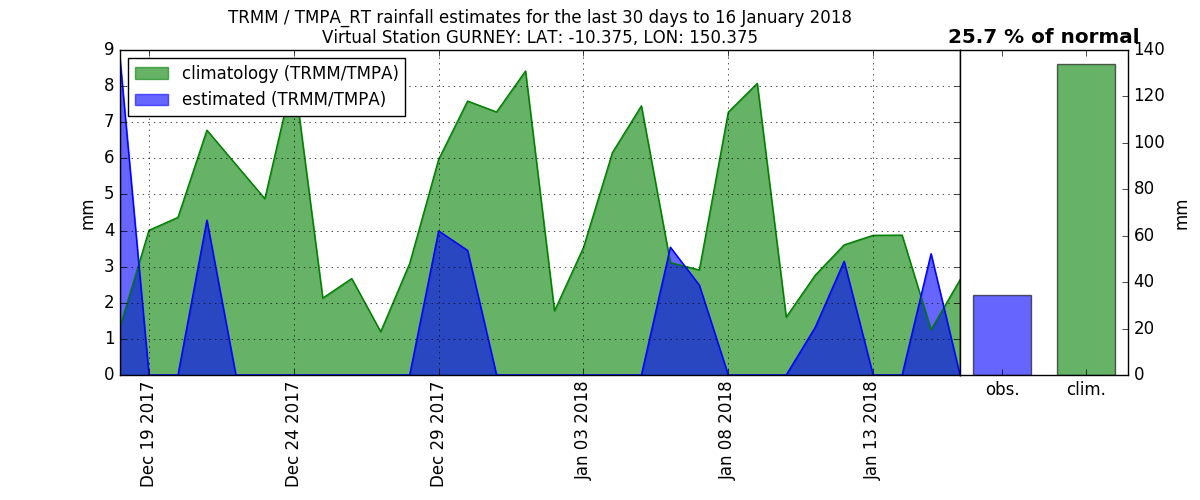 TRMM / TMPA_RT rainfall estimates for the last 30 days to 16 January 2018
Virtual Station GURNEY: LAT: -10.375, LON: 150.375
25.7 % of normal
climatology (TRMM/TMPA)
estimated (TRMM/TMPA)
mm
9
8
7
6
5
4
3
2
1
0
Dec 19 2017
Dec 24 2017
Dec 29 2017
Jan 03 2018
Jan 08 2018
Jan 13 2018
obs.
clim.
140
120
100
80
60
40
20
0
mm